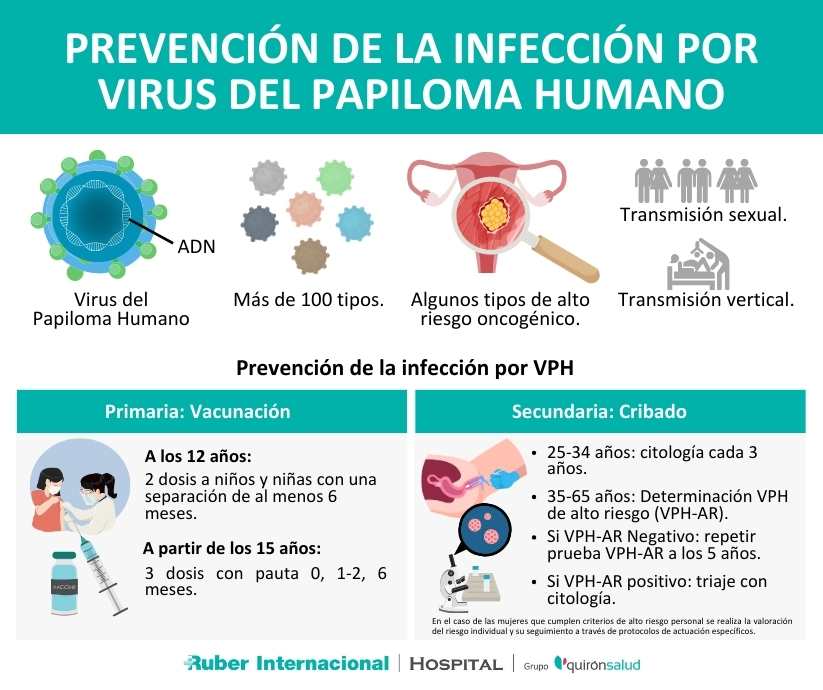 PREVENCIÓN DE LA INFECCIÓN POR
VIRUS DEL PAPILOMA HUMANO
ADN
Virus del
Papiloma Humano
Más de 100 tipos.
Algunos tipos de alto
riesgo oncogénico.
Transmisión sexual.
Transmisión vertical.
Prevención de la infección por VPH
Primaria: Vacunación
A los 12 años:
2 dosis a niños y niñas con una
separación de al menos 6
meses.
A partir de los 15 años:
3 dosis con pauta 0, 1-2, 6
meses.
VACCINE
Secundaria: Cribado
• 25-34 años: citología cada 3
años.
• 35-65 años: Determinación VPH
de alto riesgo (VPH-AR).
• Si VPH-AR Negativo: repetir
prueba VPH-AR a los 5 años.
• Si VPH-AR positivo: triaje con
citología.
En el caso de las mujeres que cumplen criterios de alto riesgo personal se realiza la valoración
del riesgo individual y su seguimiento a través de protocolos de actuación específicos.
Ruber Internacional | HOSPITAL | Grupo quirónsalud